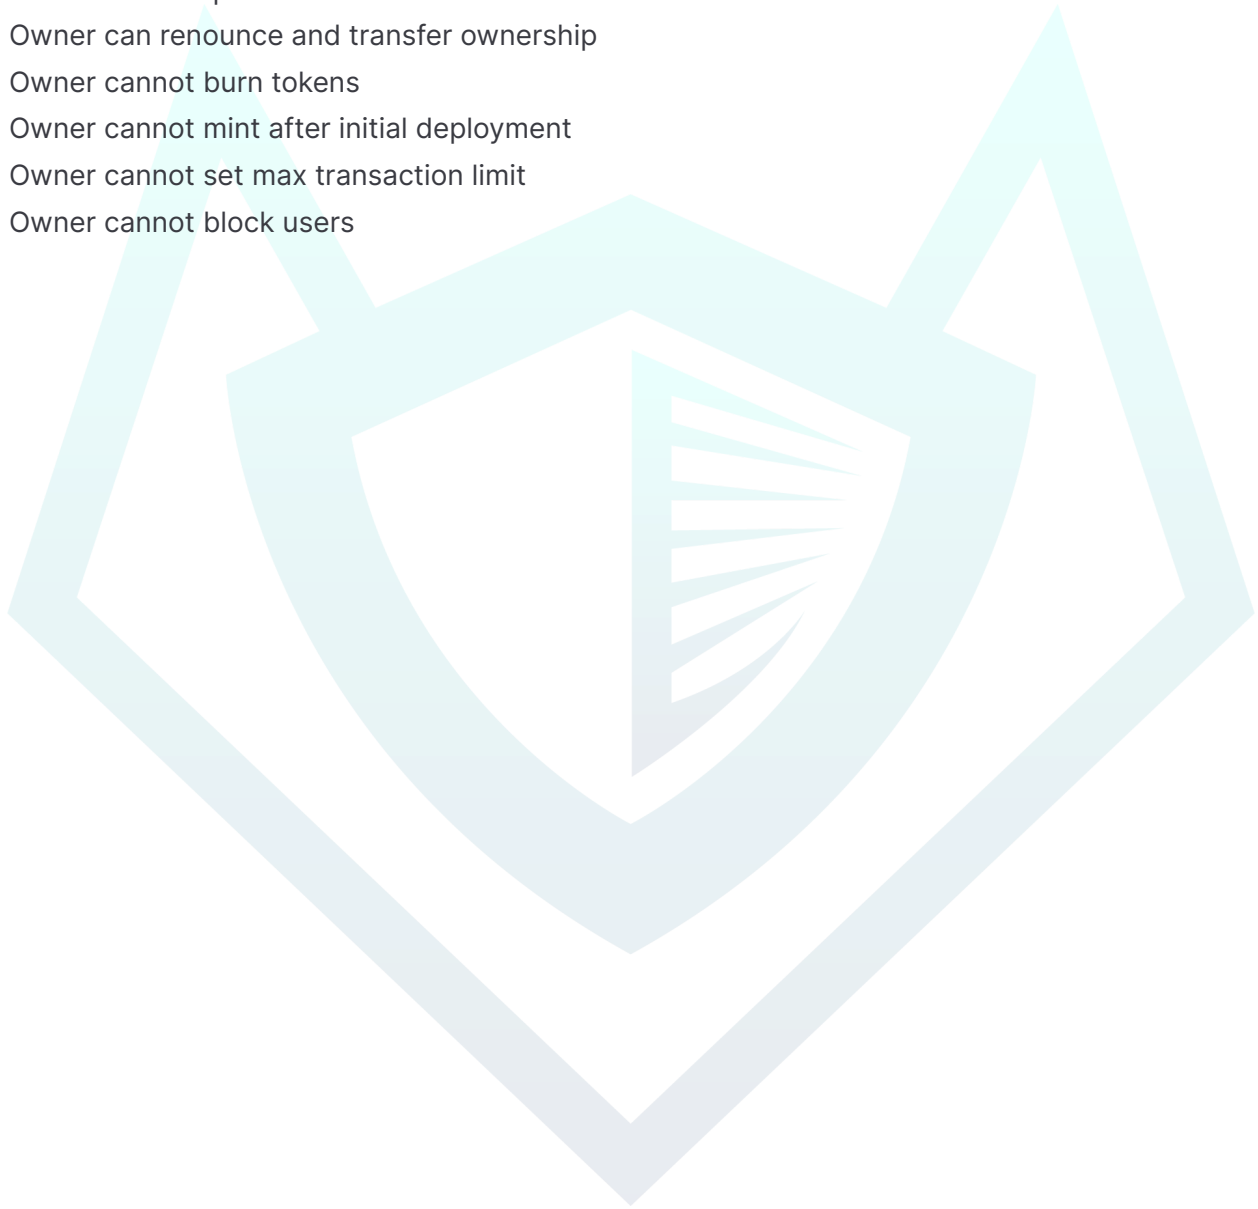 Owner can renounce and transfer ownership
Owner cannot burn tokens
Owner cannot mint after initial deployment
Owner cannot set max transaction limit
Owner cannot block users